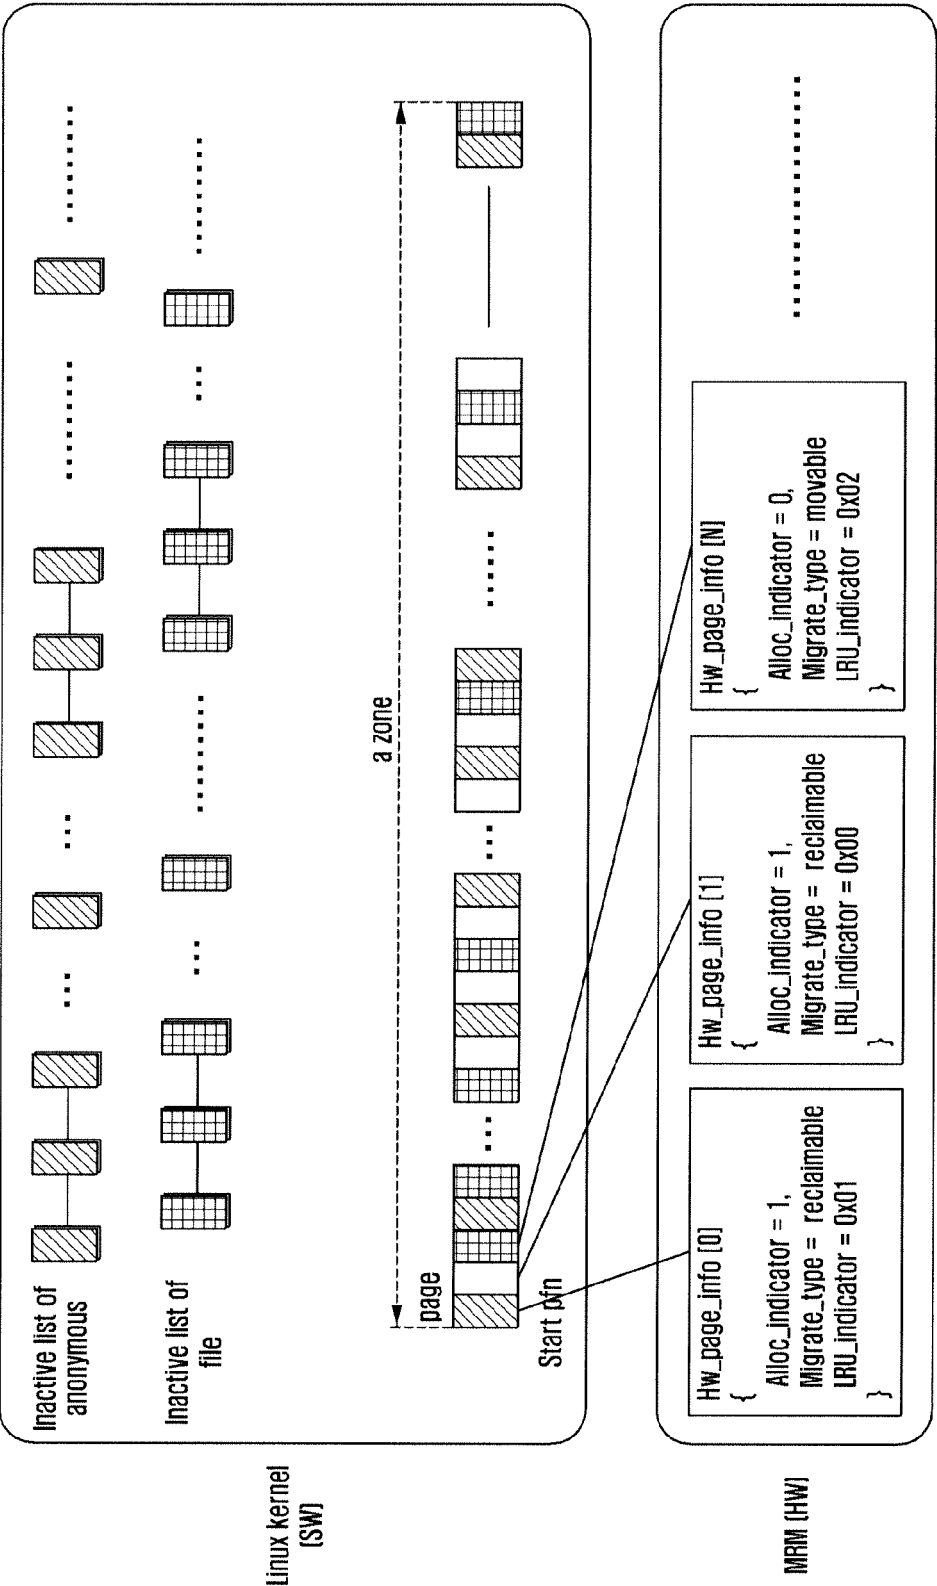 Inactive list of
anonymous
Inactive list of
file
a zone
page
Start pfn
Linux kernel
(SW)
Hw_page_info [0]
{
Alloc_indicator = 1,
Migrate_type = reclaimable
LRU_indicator = 0x01
}
Hw_page_info [1]
{
Alloc_indicator = 1,
Migrate_type = reclaimable
LRU_indicator = 0x00
}
Hw_page_info [N]
{
Alloc_indicator = 0,
Migrate_type = movable
LRU_indicator = 0x02
}
MRM (HW)